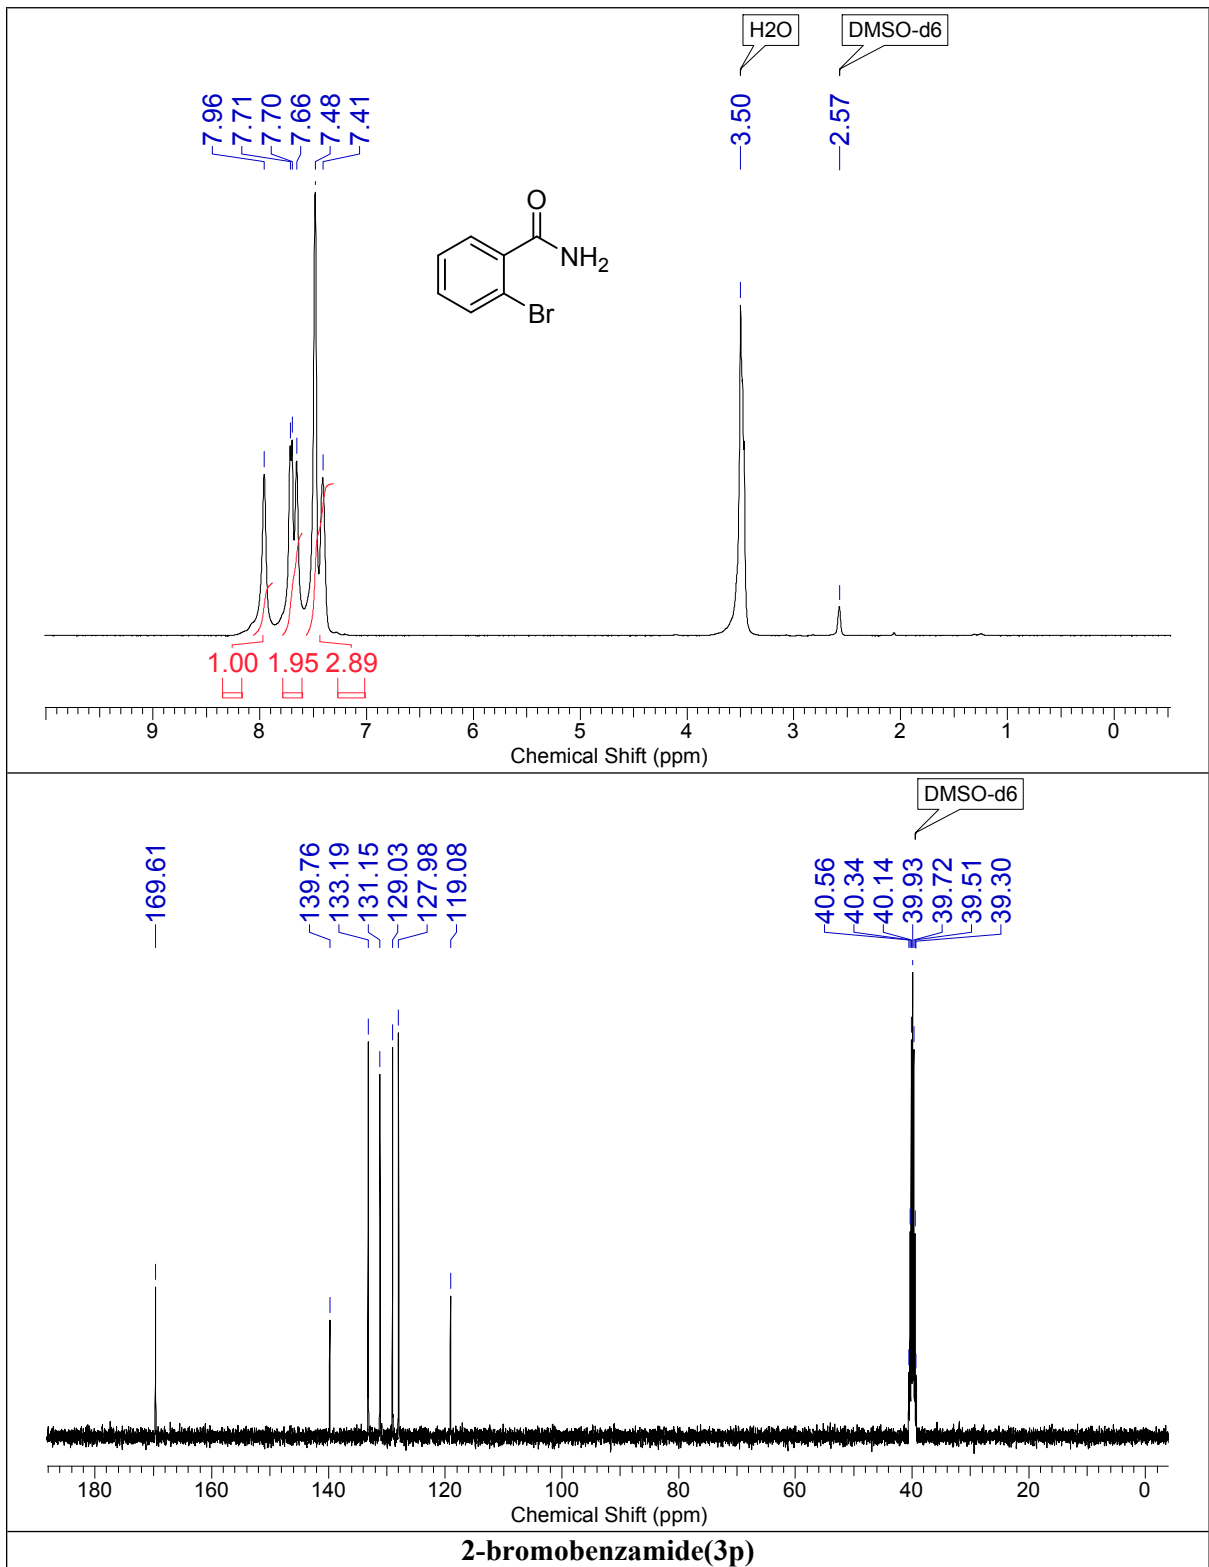 H2O
DMSO-d6
7.96
7.71
7.70
7.66
7.48
7.41
3.50
2.57
O
NH2
Br
1.00 1.95 2.89
9 8 7 6 5 4 3 2 1 0
Chemical Shift (ppm)
DMSO-d6
169.61
139.76
133.19
131.15
129.03
127.98
119.08
40.56
40.34
40.14
39.93
39.72
39.51
39.30
180 160 140 120 100 80 60 40 20 0
Chemical Shift (ppm)
2-bromobenzamide(3p)